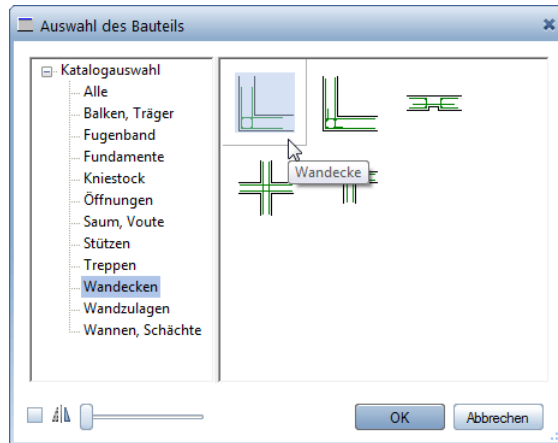 Auswahl des Bauteils
Katalogauswahl
Alle
Balken, Träger
Fugenband
Fundamente
Kniestock
Öffnungen
Saum, Voute
Stützen
Treppen
Wandecken
Wandzulagen
Wannen, Schächte
Wandecke
OK
Abbrechen